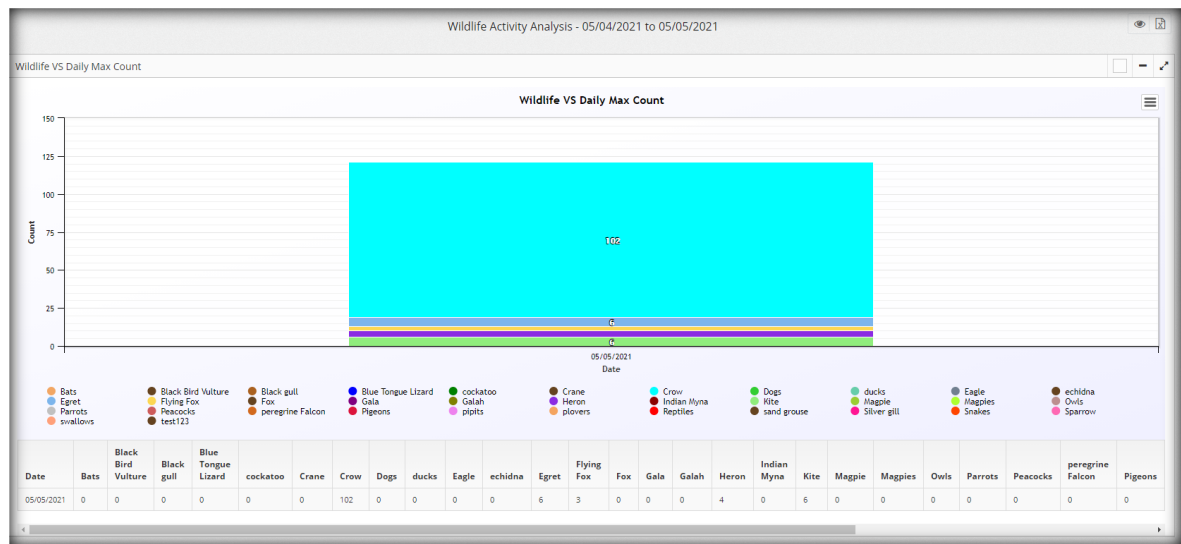 Wildlife Activity Analysis - 05/04/2021 to 05/05/2021
Wildlife VS Daily Max Count
Wildlife VS Daily Max Count
150
125
100
75
50
25
0
Count
102
6
6
05/05/2021
Date
Bats Black Bird Vulture Black gull Blue Tongue Lizard cockatoo Crane Crow Dogs ducks Eagle echidna
Egret Flying Fox Fox Gala Galah Heron Indian Myna Kite Magpie Magpies Owls
Parrots Peacocks peregrine Falcon Pigeons pipits plovers Reptiles sand grouse Silver gill Snakes Sparrow
swallows test123
Date Bats Black Bird Vulture Black gull Blue Tongue Lizard cockatoo Crane Crow Dogs ducks Eagle echidna Egret Flying Fox Fox Gala Galah Heron Indian Myna Kite Magpie Magpies Owls Parrots Peacocks peregrine Falcon Pigeons
05/05/2021 0 0 0 0 0 0 102 0 0 0 0 6 3 0 0 0 4 0 6 0 0 0 0 0 0 0